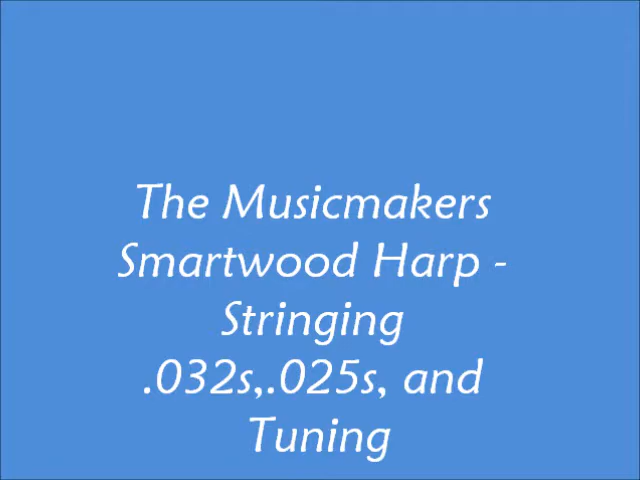 The Musicmakers
Smartwood Harp -
Stringing
.032s,.025s, and
Tuning